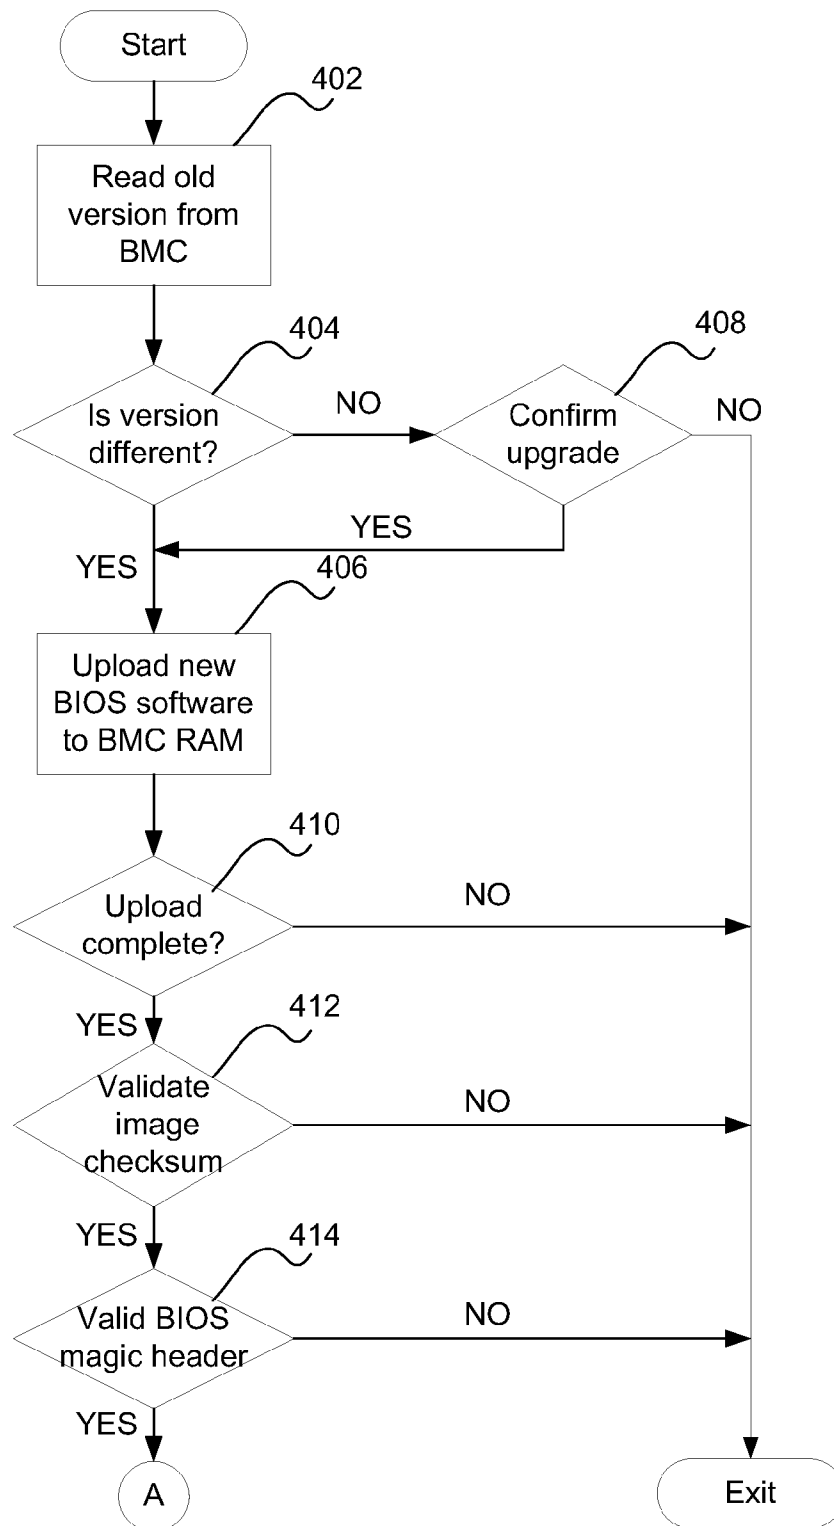 Start
402
Read old
version from
BMC
404
408
Is version
different?
NO
Confirm
upgrade
NO
YES
YES
406
Upload new
BIOS software
to BMC RAM
410
Upload
complete?
NO
YES
412
Validate
image
checksum
NO
YES
414
Valid BIOS
magic header
NO
YES
A
Exit